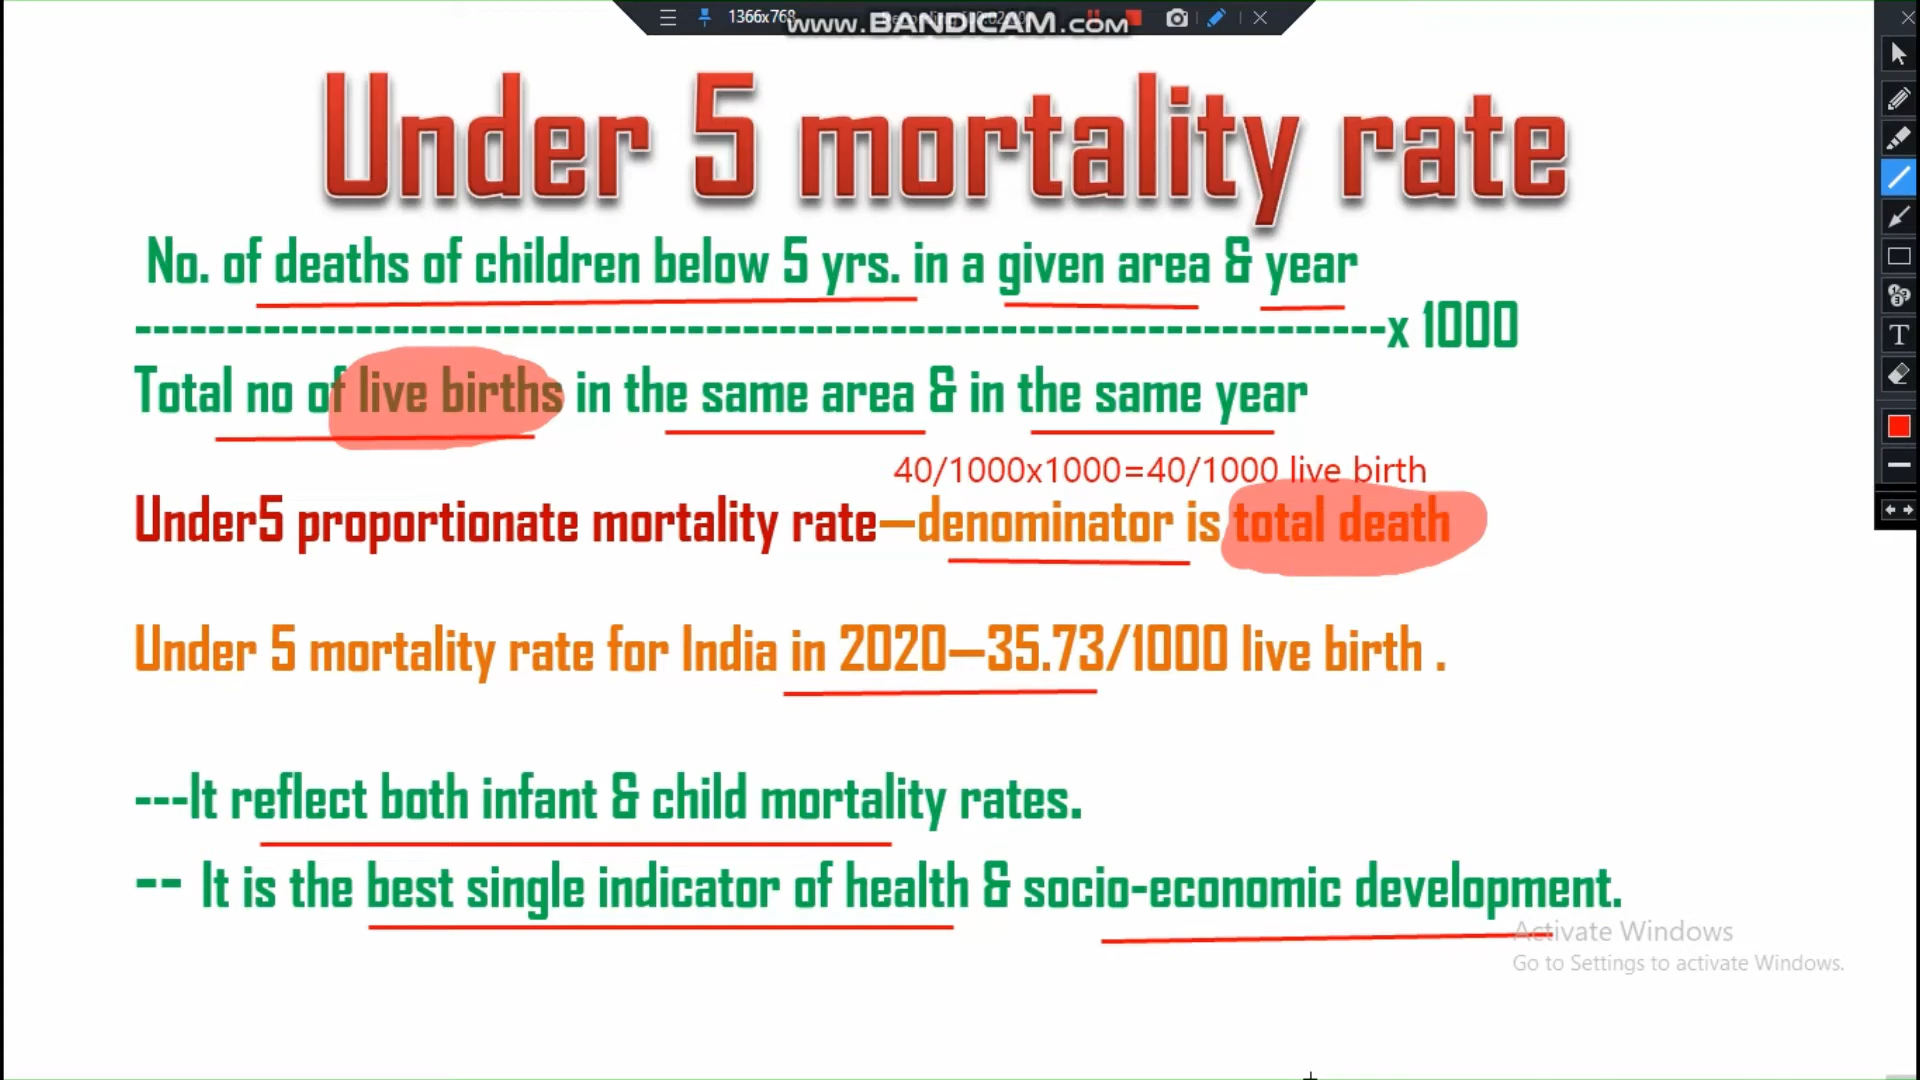 1366x768
www.BANDICAM.com
Under 5 mortality rate
No. of deaths of children below 5 yrs. in a given area & year
--------------------------------------------------------------------x 1000
Total no of live births in the same area & in the same year
40/1000x1000=40/1000 live birth
Under5 proportionate mortality rate—denominator is total death
Under 5 mortality rate for India in 2020—35.73/1000 live birth .
---It reflect both infant & child mortality rates.
-- It is the best single indicator of health & socio-economic development.
Activate Windows
Go to Settings to activate Windows.